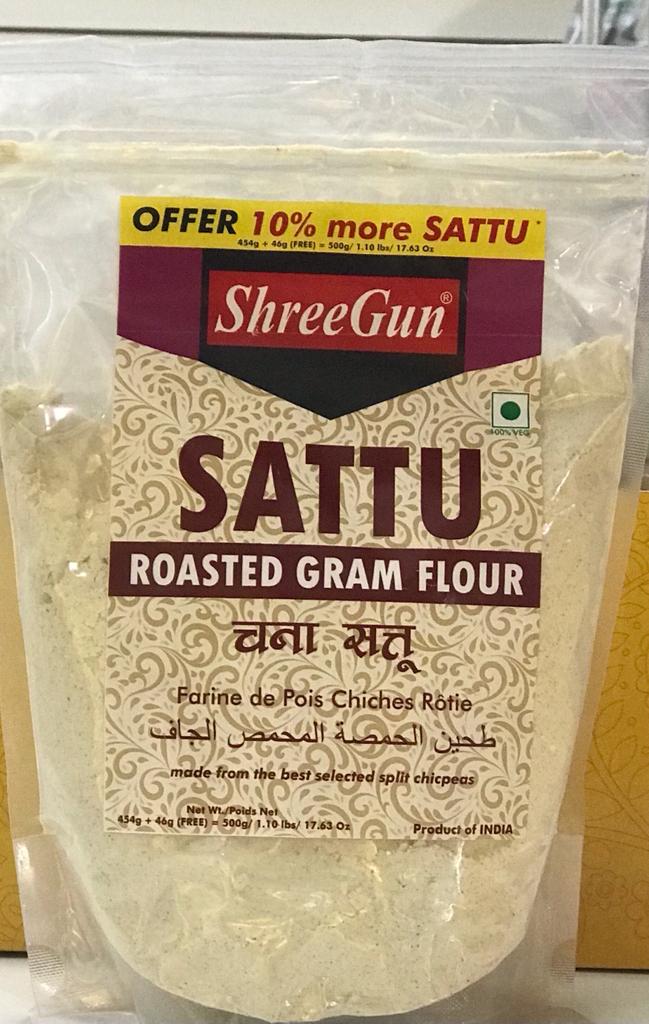 OFFER 10% more SATTU*
454g + 46g (FREE) = 500g/ 1.10 lbs/ 17.63 Oz
ShreeGun®
100% VEG
SATTU
ROASTED GRAM FLOUR
चना सत्तू
Farine de Pois Chiches Rôtie
طحين الحمصة المحمص الجاف
made from the best selected split chicpeas
Net Wt./Poids Net
454g + 46g (FREE) = 500g/ 1.10 lbs/ 17.63 Oz
Product of INDIA